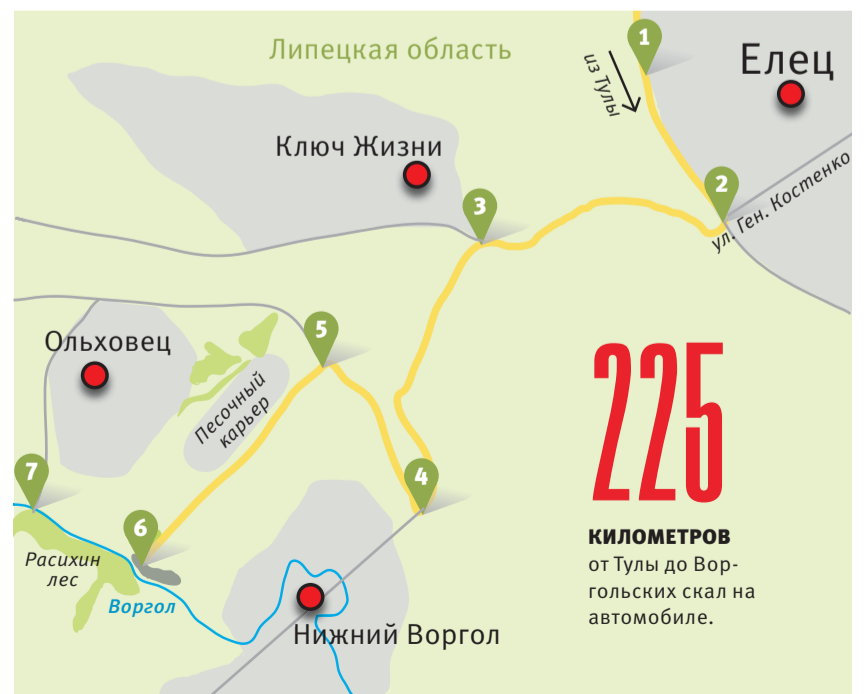 Липецкая область
1
из Тулы
Елец
Ключ Жизни
2
ул. Ген. Костенко
3
5
Ольховец
Песочный
карьер
225
КИЛОМЕТРОВ
от Тулы до Вор-
гольских скал на
автомобиле.
7
4
6
Расихин
лес
Воргол
Нижний Воргол